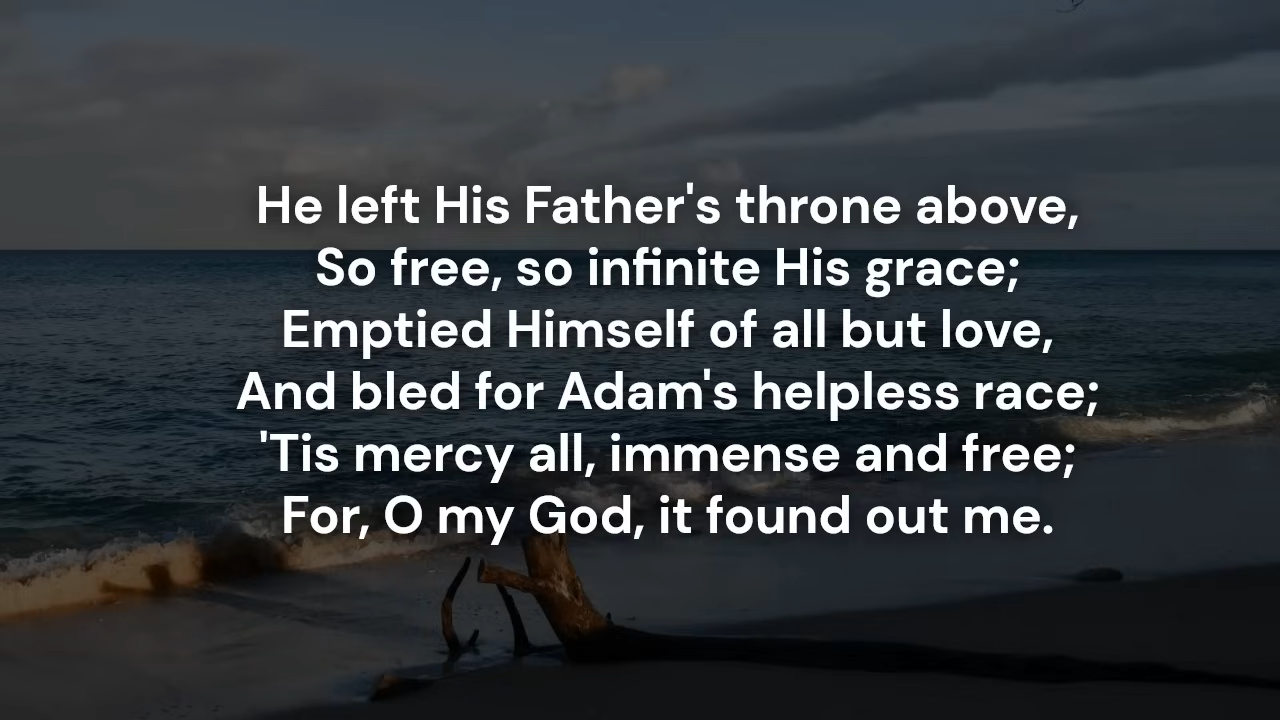 He left His Father's throne above,
So free, so infinite His grace;
Emptied Himself of all but love,
And bled for Adam's helpless race;
'Tis mercy all, immense and free;
For, O my God, it found out me.